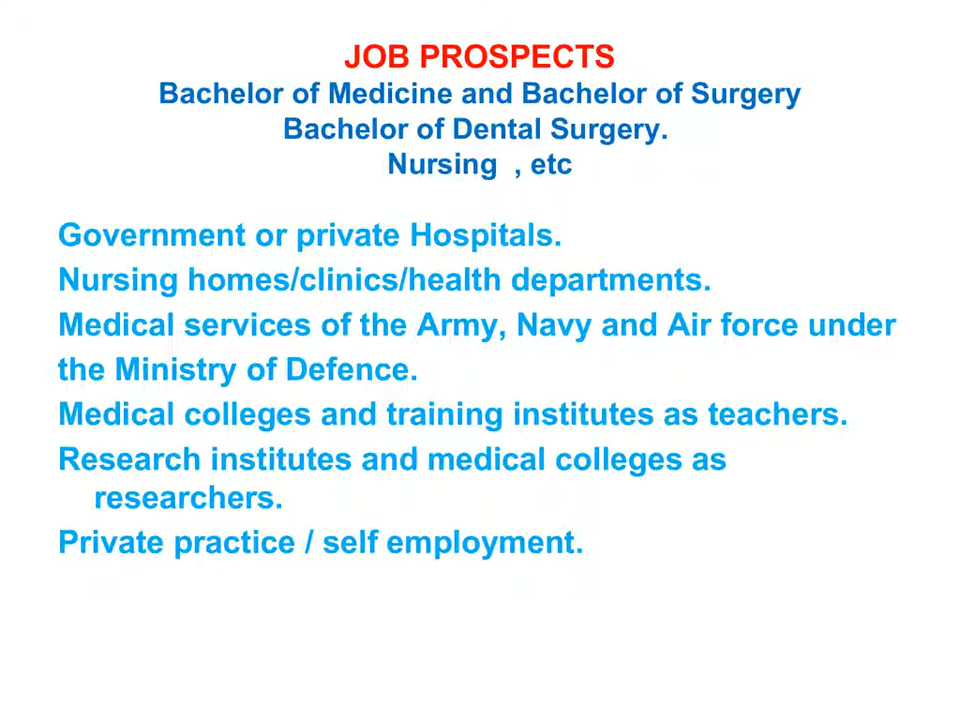 JOB PROSPECTS
Bachelor of Medicine and Bachelor of Surgery
Bachelor of Dental Surgery.
Nursing , etc
Government or private Hospitals.
Nursing homes/clinics/health departments.
Medical services of the Army, Navy and Air force under
the Ministry of Defence.
Medical colleges and training institutes as teachers.
Research institutes and medical colleges as
researchers.
Private practice / self employment.